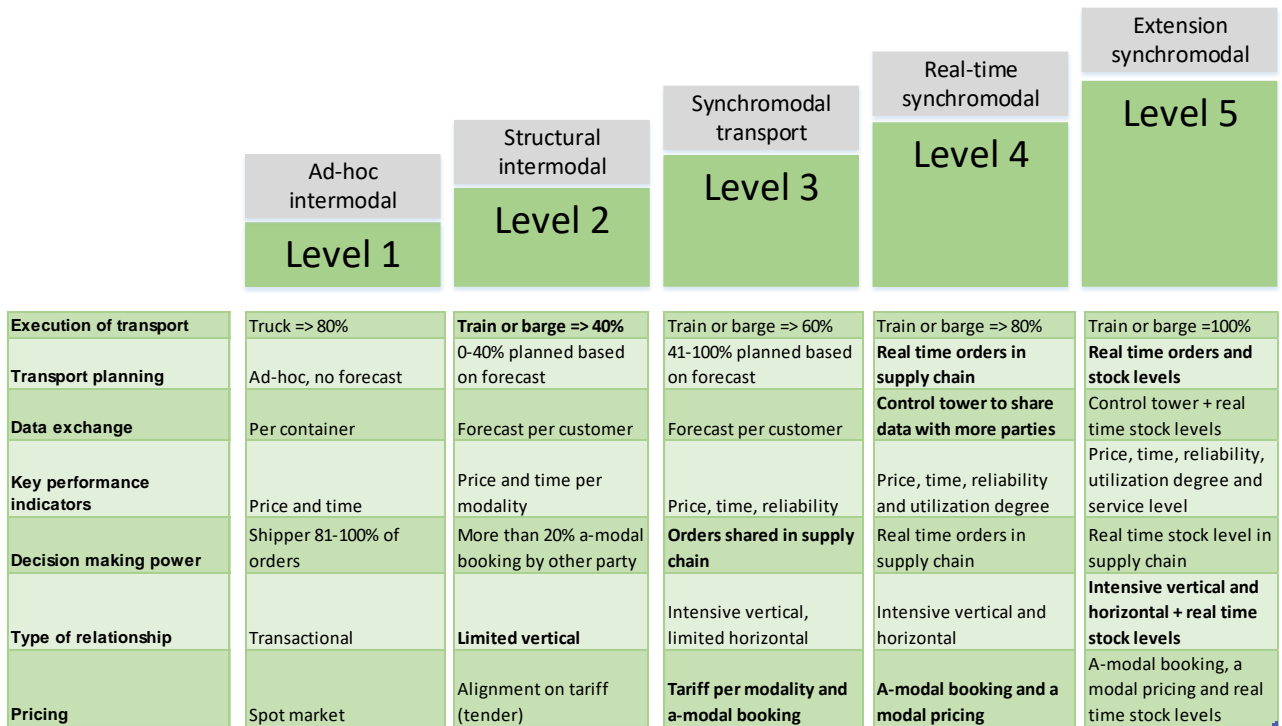 Ad-hoc
intermodal
Level 1
Structural
intermodal
Level 2
Synchromodal
transport
Level 3
Real-time
synchromodal
Level 4
Extension
synchromodal
Level 5
Execution of transport
Truck => 80%
Train or barge => 40%
Train or barge => 60%
Train or barge => 80%
Train or barge =100%
Transport planning
Ad-hoc, no forecast
0-40% planned based
on forecast
41-100% planned based
on forecast
Real time orders in
supply chain
Real time orders and
stock levels
Data exchange
Per container
Forecast per customer
Forecast per customer
Control tower to share
data with more parties
Control tower + real
time stock levels
Key performance
indicators
Price and time
Price and time per
modality
Price, time, reliability
Price, time, reliability
and utilization degree
Price, time, reliability,
utilization degree and
service level
Decision making power
Shipper 81-100% of
orders
More than 20% a-modal
booking by other party
Orders shared in supply
chain
Real time orders in
supply chain
Real time stock level in
supply chain
Type of relationship
Transactional
Limited vertical
Intensive vertical,
limited horizontal
Intensive vertical and
horizontal
Intensive vertical and
horizontal + real time
stock levels
Pricing
Spot market
Alignment on tariff
(tender)
Tariff per modality and
a-modal booking
A-modal booking and a
modal pricing
A-modal booking, a
modal pricing and real
time stock levels